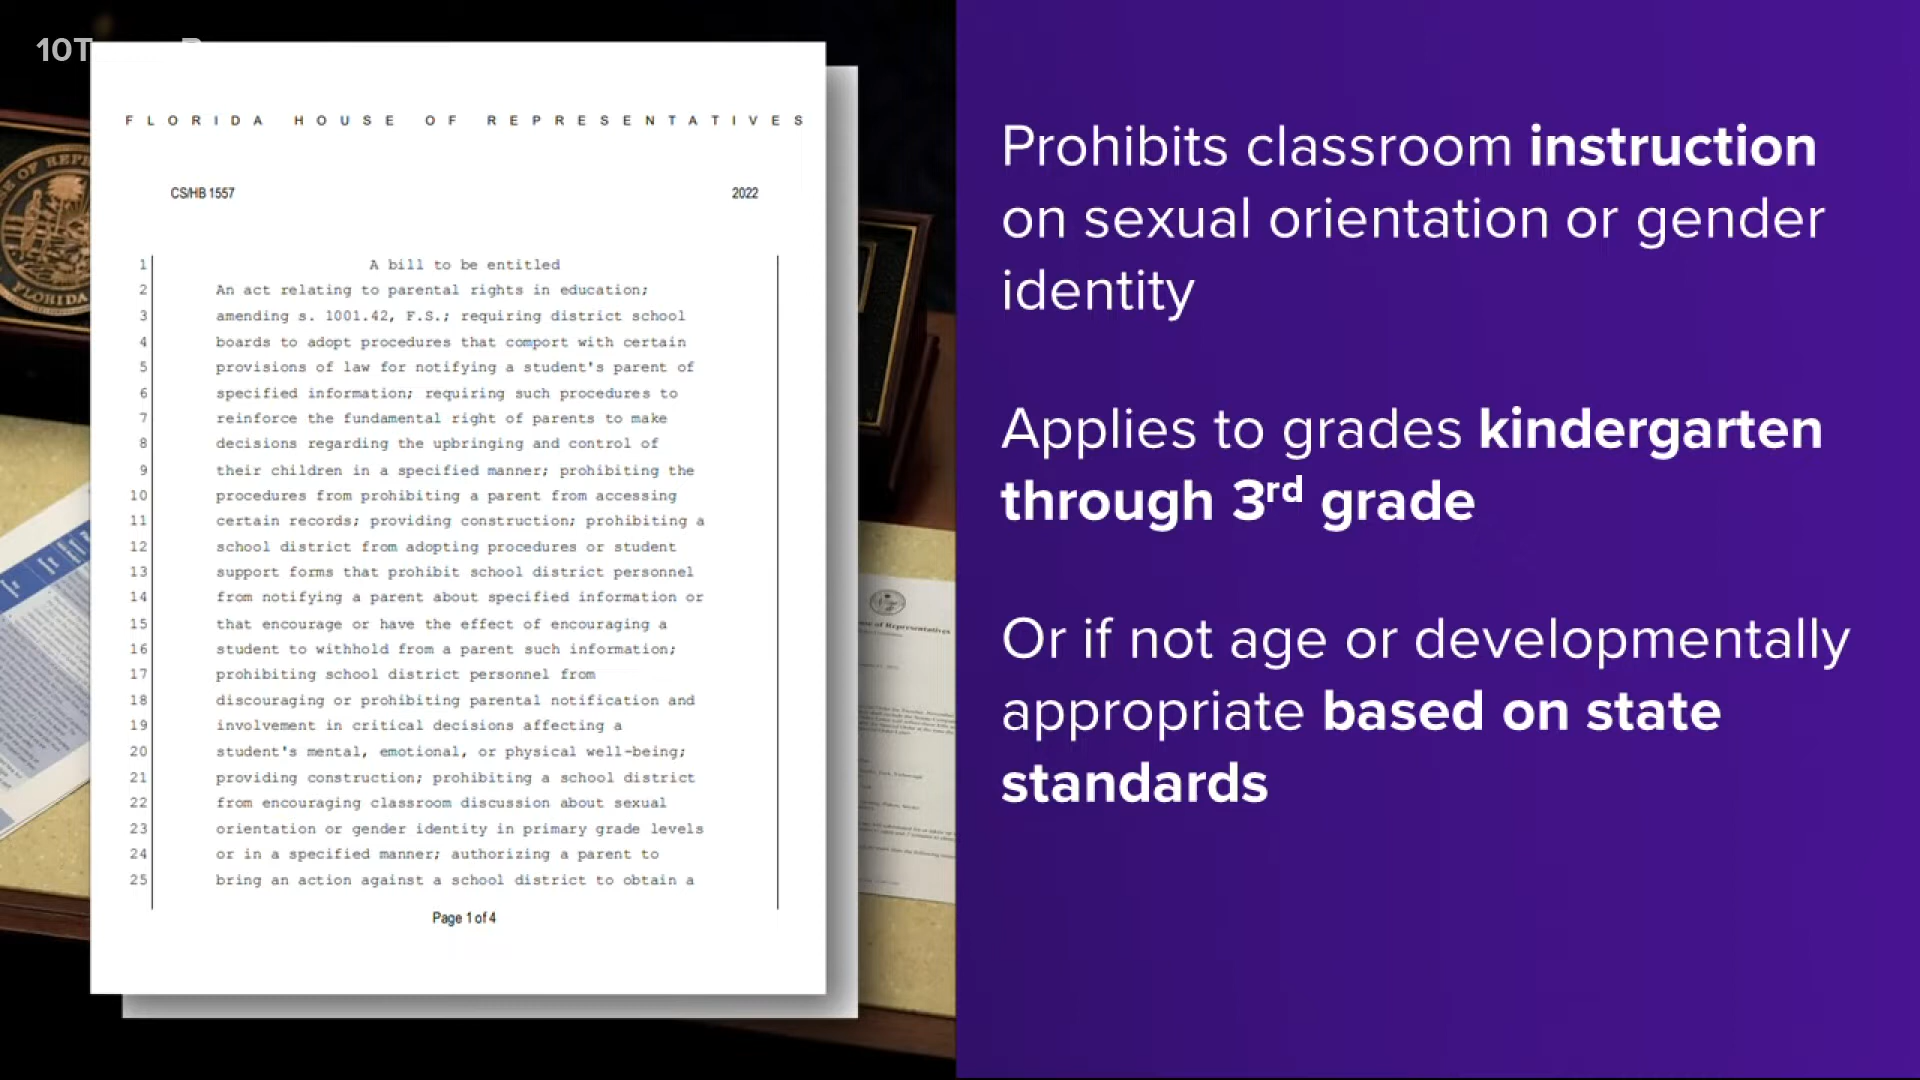 10T
FLORIDA HOUSE OF REPRESENTATIVES
CS/HB 1557 2022
1 A bill to be entitled
2 An act relating to parental rights in education;
3 amending s. 1001.42, F.S.; requiring district school
4 boards to adopt procedures that comport with certain
5 provisions of law for notifying a student's parent of
6 specified information; requiring such procedures to
7 reinforce the fundamental right of parents to make
8 decisions regarding the upbringing and control of
9 their children in a specified manner; prohibiting the
10 procedures from prohibiting a parent from accessing
11 certain records; providing construction; prohibiting a
12 school district from adopting procedures or student
13 support forms that prohibit school district personnel
14 from notifying a parent about specified information or
15 that encourage or have the effect of encouraging a
16 student to withhold from a parent such information;
17 prohibiting school district personnel from
18 discouraging or prohibiting parental notification and
19 involvement in critical decisions affecting a
20 student's mental, emotional, or physical well-being;
21 providing construction; prohibiting a school district
22 from encouraging classroom discussion about sexual
23 orientation or gender identity in primary grade levels
24 or in a specified manner; authorizing a parent to
25 bring an action against a school district to obtain a
Page 1 of 4
FLORIDA
of Representatives
Prohibits classroom instruction
on sexual orientation or gender
identity
Applies to grades kindergarten
through 3rd grade
Or if not age or developmentally
appropriate based on state
standards